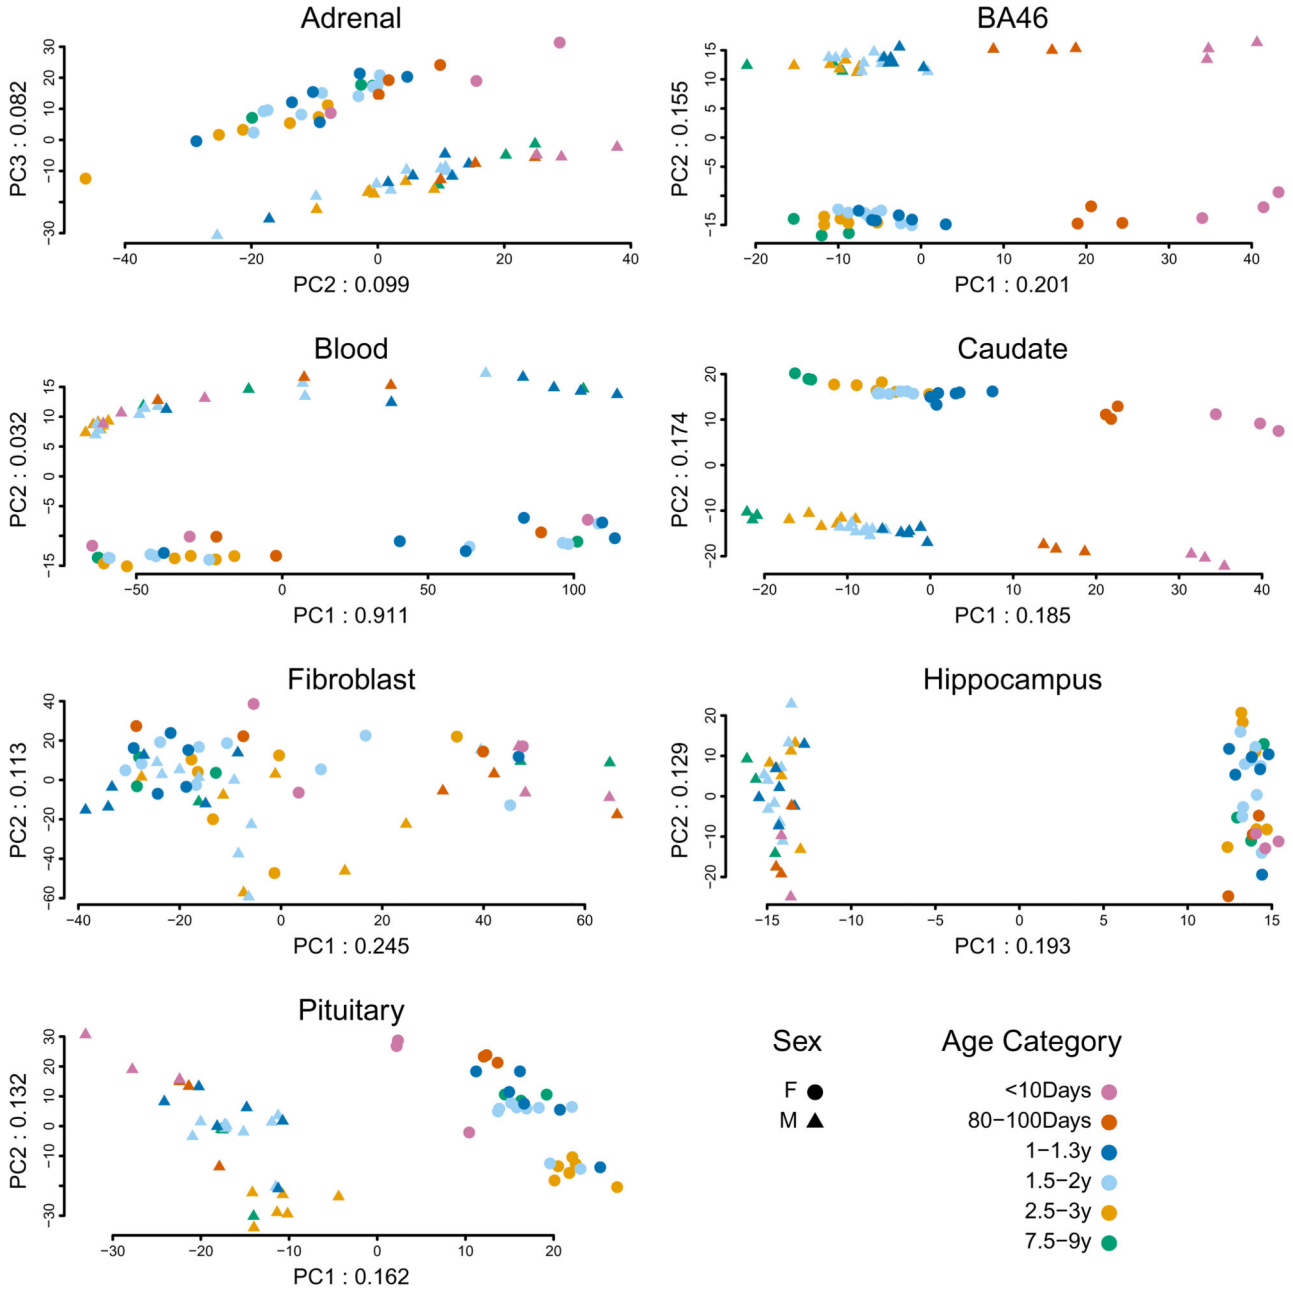 Adrenal
PC3 : 0.082
30
20
10
0
−10
−30
−40
−20
0
20
40
PC2 : 0.099
BA46
PC2 : 0.155
15
10
5
0
−5
−15
−20
−10
0
10
20
30
40
PC1 : 0.201
Blood
PC2 : 0.032
15
10
5
0
−5
−15
−50
0
50
100
PC1 : 0.911
Caudate
PC2 : 0.174
20
10
0
−10
−20
−20
−10
0
10
20
30
40
PC1 : 0.185
Fibroblast
PC2 : 0.113
40
20
0
−20
−40
−60
−40
−20
0
20
40
60
PC1 : 0.245
Hippocampus
PC2 : 0.129
20
10
0
−10
−20
−15
−10
−5
0
5
10
15
PC1 : 0.193
Pituitary
PC2 : 0.132
30
20
10
0
−10
−30
−30
−20
−10
0
10
20
PC1 : 0.162
Sex
F
M
Age Category
<10Days
80−100Days
1−1.3y
1.5−2y
2.5−3y
7.5−9y